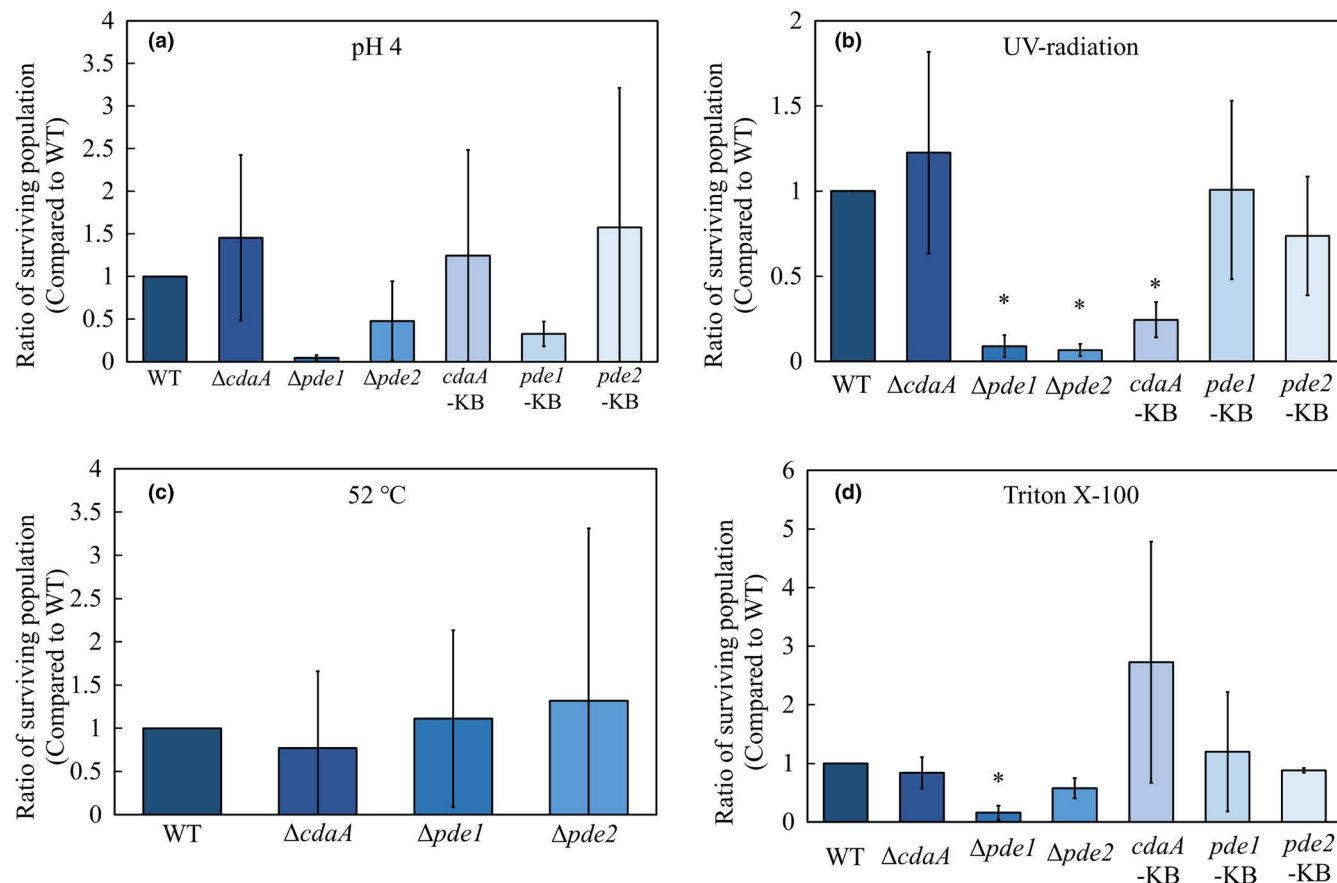 (a) pH 4
Ratio of surviving population
(Compared to WT)
4
3.5
3
2.5
2
1.5
1
0.5
0
WT ΔcdaA Δpde1 Δpde2 cdaA pde1 pde2
-KB -KB -KB
(b) UV-radiation
Ratio of surviving population
(Compared to WT)
2
1.5
1
0.5
0
* * *
WT ΔcdaA Δpde1 Δpde2 cdaA pde1 pde2
-KB -KB -KB
(c) 52 °C
Ratio of surviving population
(Compared to WT)
4
3.5
3
2.5
2
1.5
1
0.5
0
WT ΔcdaA Δpde1 Δpde2
(d) Triton X-100
Ratio of surviving population
(Compared to WT)
6
5
4
3
2
1
0
*
WT ΔcdaA Δpde1 Δpde2 cdaA pde1 pde2
-KB -KB -KB